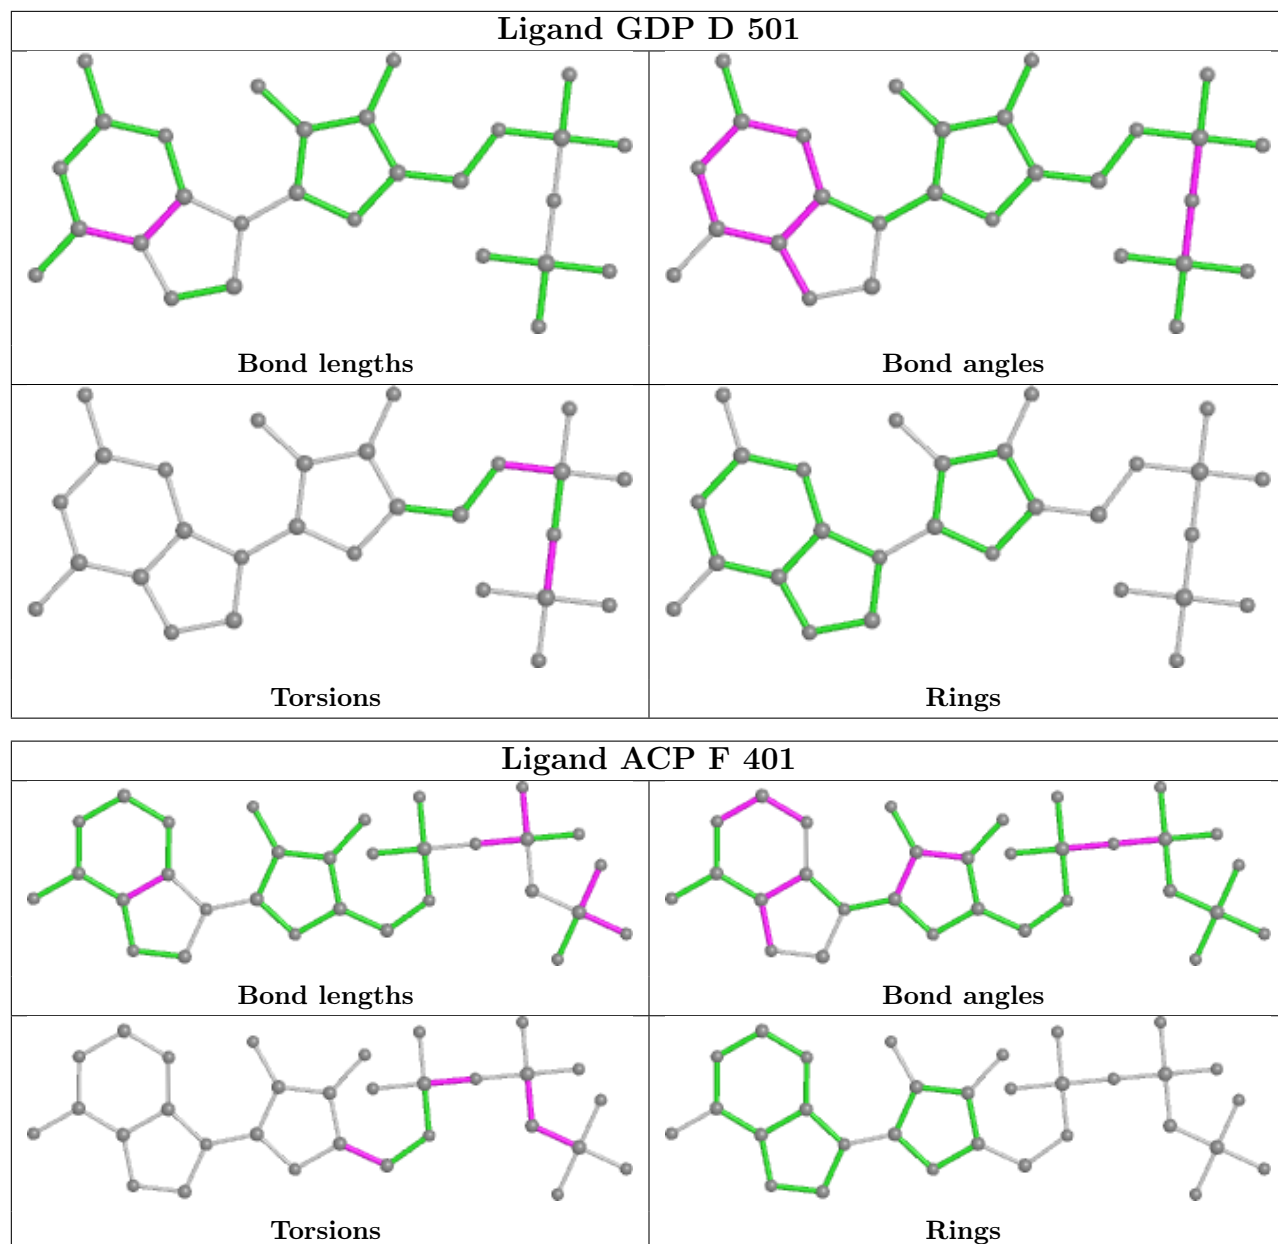 Ligand GDP D 501
Bond lengths
Bond angles
Torsions
Rings
Ligand ACP F 401
Bond lengths
Bond angles
Torsions
Rings